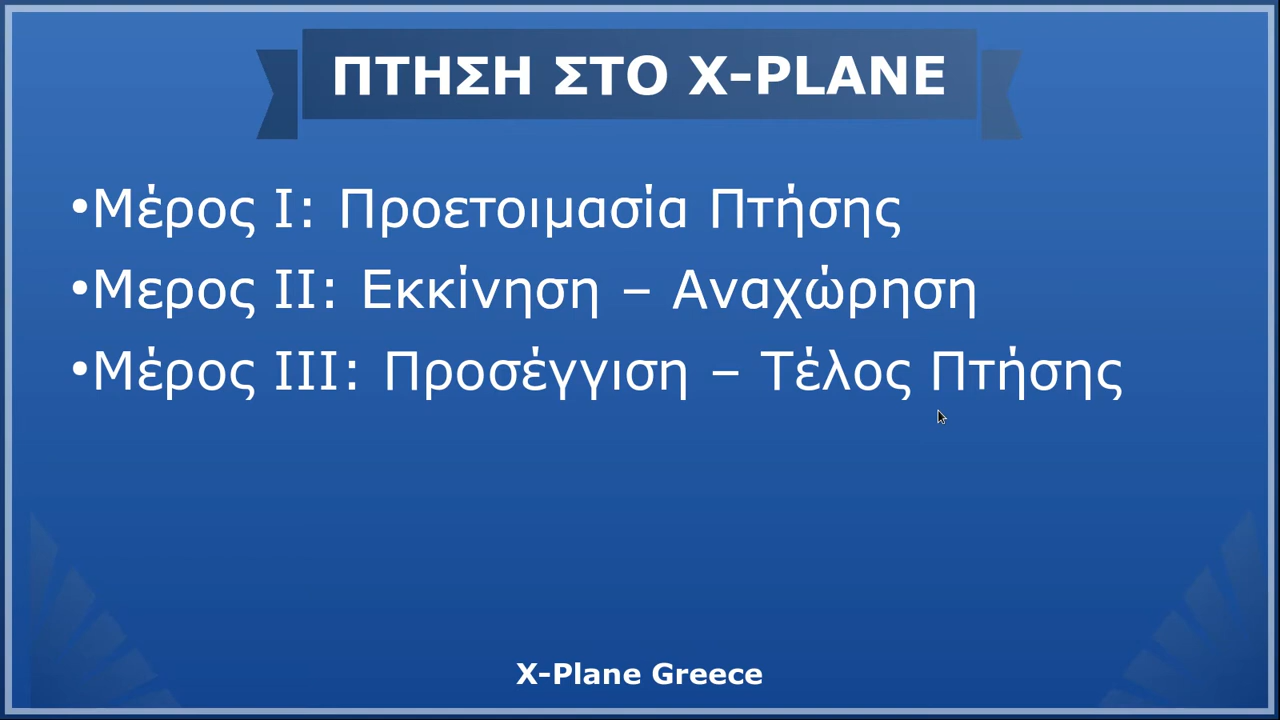 ΠΤΗΣΗ ΣΤΟ X-PLANE
•Μέρος I: Προετοιμασία Πτήσης
•Μερος II: Εκκίνηση – Αναχώρηση
•Μέρος III: Προσέγγιση – Τέλος Πτήσης
X-Plane Greece